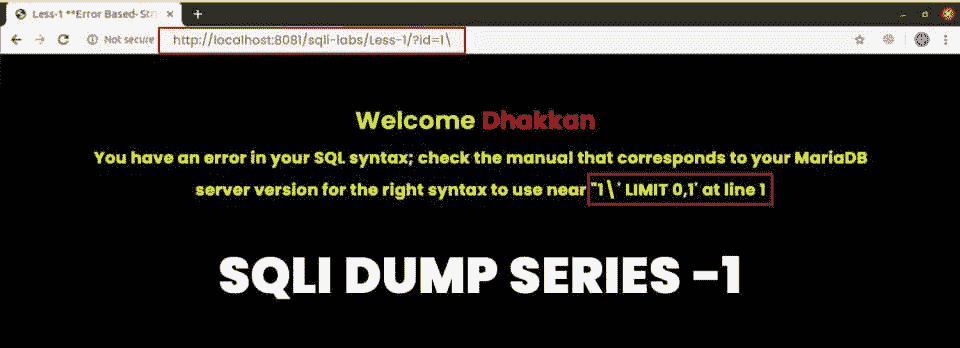 Less-1 **Error Based- Str
Not secure
http://localhost:8081/sqli-labs/Less-1/?id=1\
Welcome Dhakkan
You have an error in your SQL syntax; check the manual that corresponds to your MariaDB
server version for the right syntax to use near ''1\' LIMIT 0,1' at line 1
SQLI DUMP SERIES -1